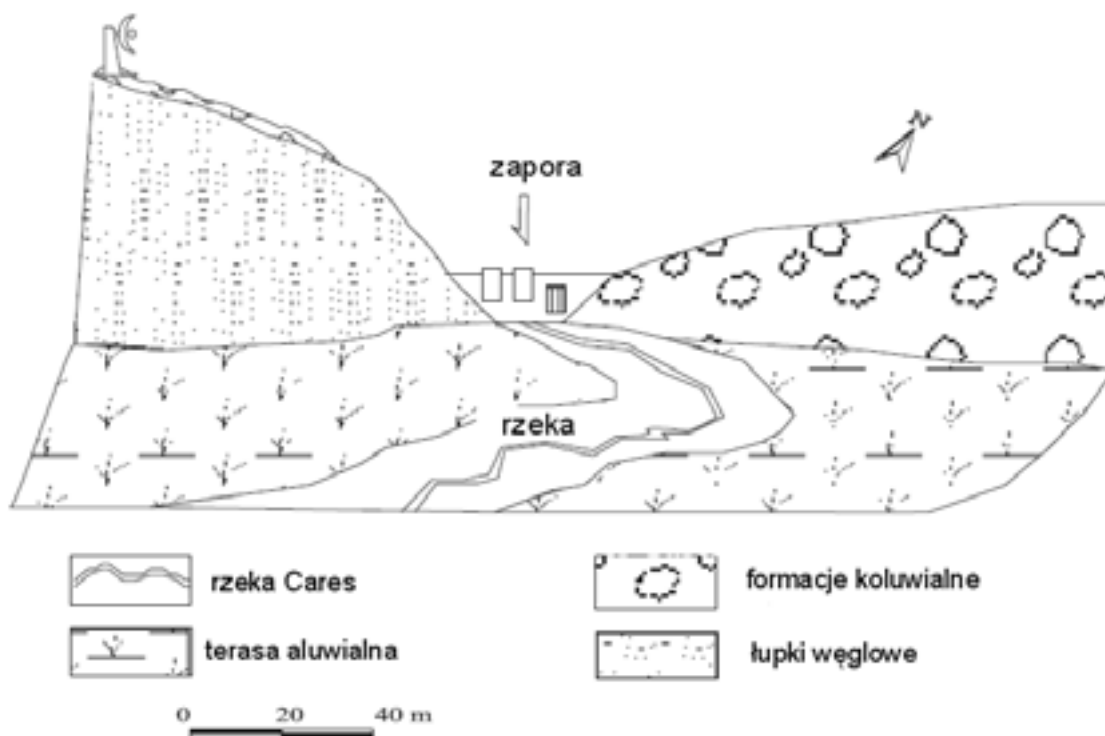 N
zapora
rzeka
rzeka Cares
formacje koluwialne
terasa aluwialna
łupki węglowe
0 20 40 m